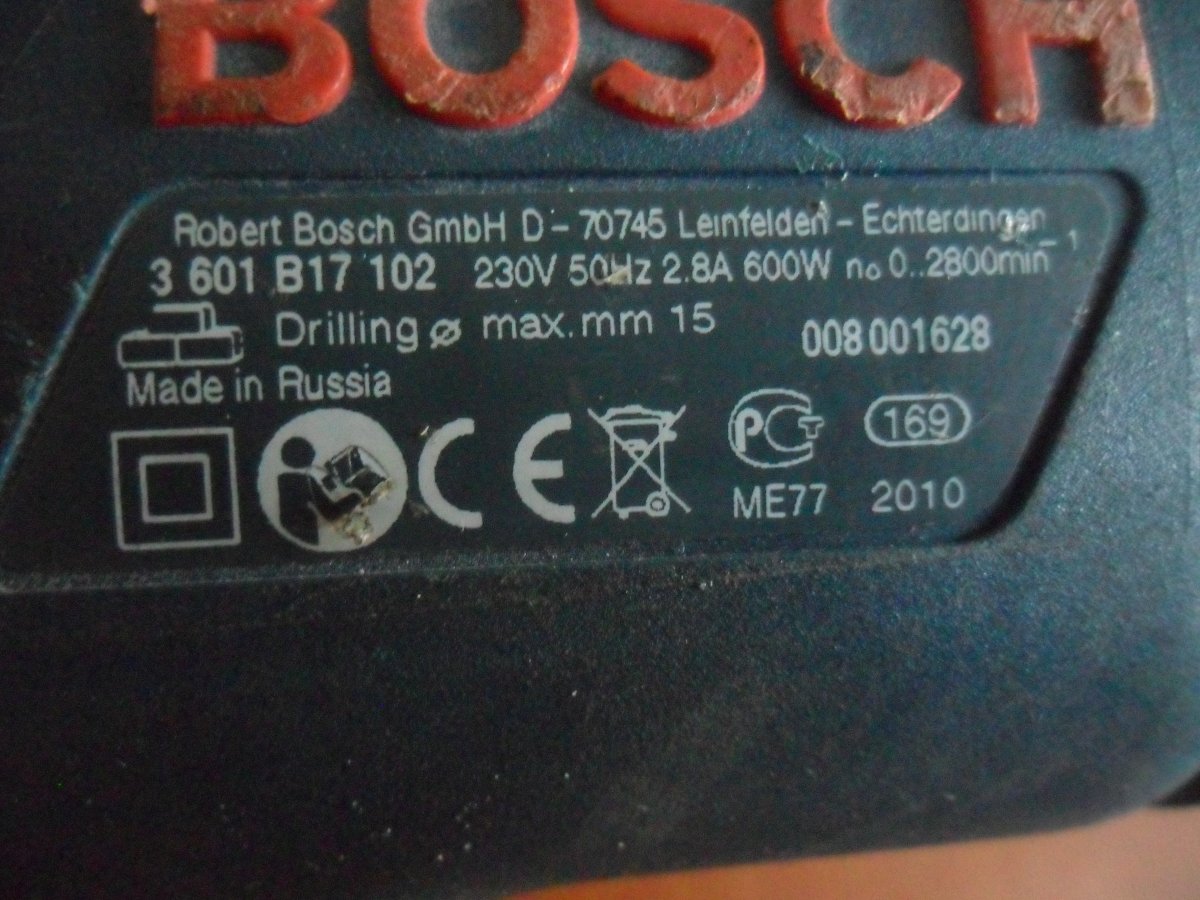 BOSCH
Robert Bosch GmbH D - 70745 Leinfelden - Echterdingen
3 601 B17 102 230V 50Hz 2.8A 600W n₀ 0..2800min⁻¹
Drilling ⌀ max.mm 15 008 001628
Made in Russia
CE PCT 169
ME77 2010